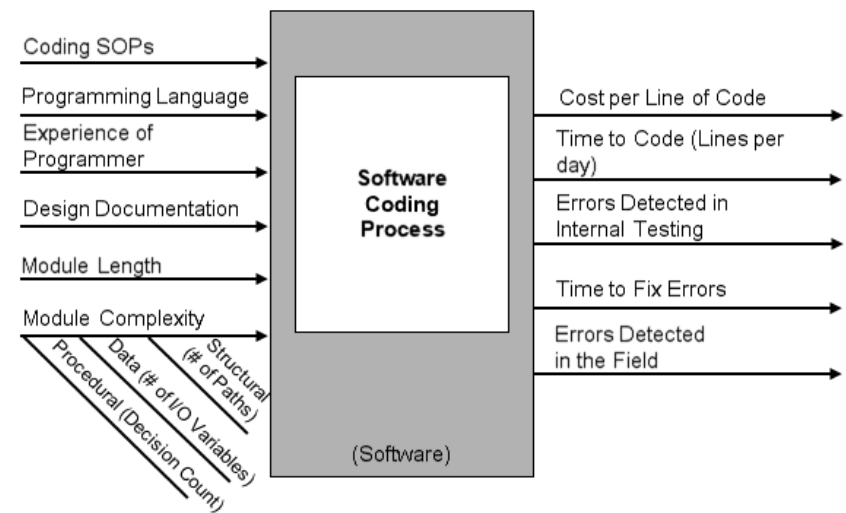 Coding SOPs
Programming Language
Experience of
Programmer
Design Documentation
Module Length
Module Complexity
Procedural (Decision Count)
Data (# of I/O Variables)
Structural
(# of Paths)
Software
Coding
Process
(Software)
Cost per Line of Code
Time to Code (Lines per
day)
Errors Detected in
Internal Testing
Time to Fix Errors
Errors Detected
in the Field